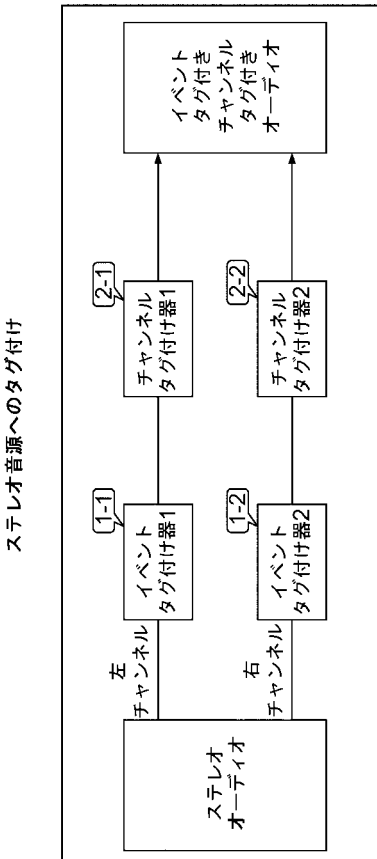 ステレオ音源へのタグ付け
ステレオ
オーディオ
左
チャンネル
1-1
イベント
タグ付け器1
2-1
チャンネル
タグ付け器1
右
チャンネル
1-2
イベント
タグ付け器2
2-2
チャンネル
タグ付け器2
イベント
タグ付き
チャンネル
タグ付き
オーディオ